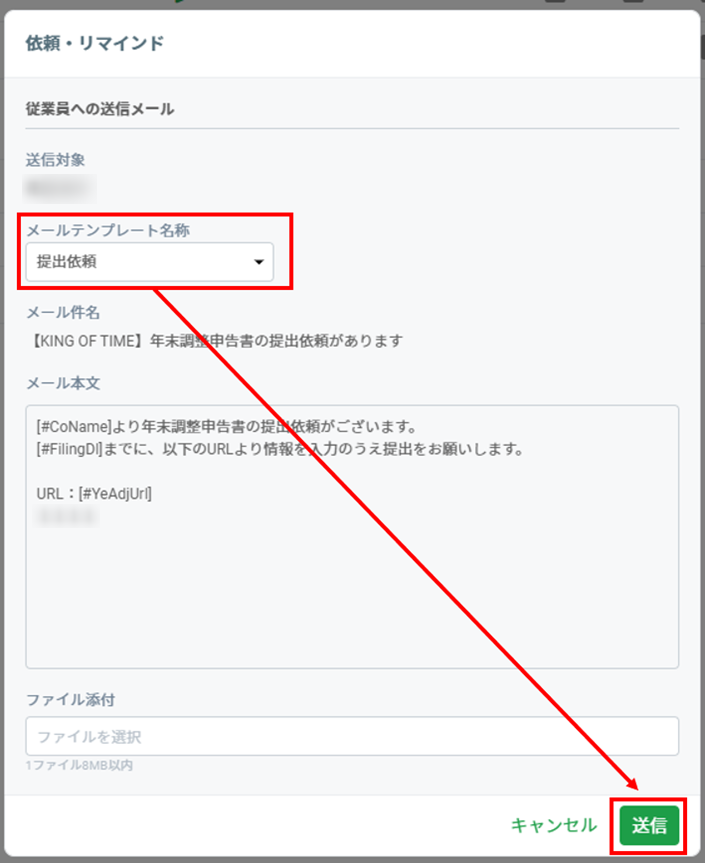 依頼・リマインド
従業員への送信メール
送信対象
メールテンプレート名称
提出依頼
メール件名
【KING OF TIME】年末調整申告書の提出依頼があります
メール本文
[#CoName]より年末調整申告書の提出依頼がございます。
[#FilingDl]までに、以下のURLより情報を入力のうえ提出をお願いします。
URL：[#YeAdjUrl]
ファイル添付
ファイルを選択
1ファイル8MB以内
キャンセル 送信